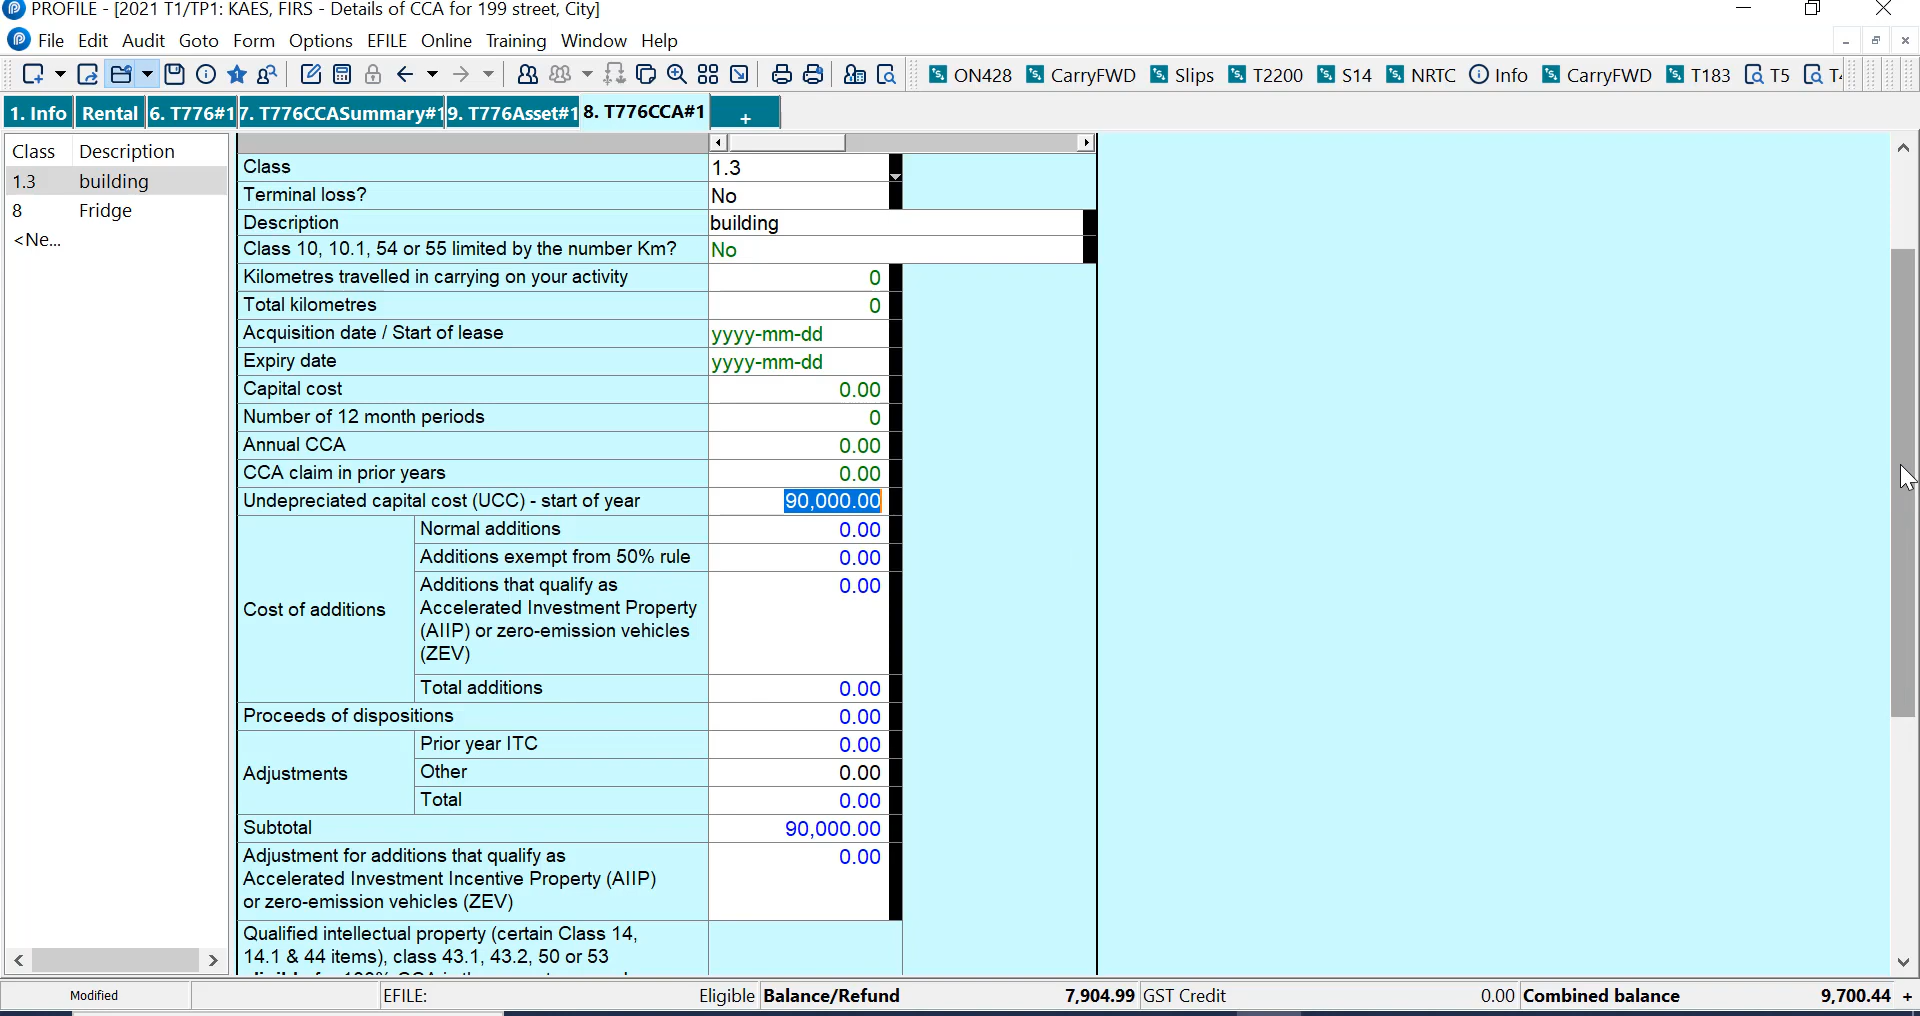 PROFILE - [2021 T1/TP1: KAES, FIRS - Details of CCA for 199 street, City]
File Edit Audit Goto Form Options EFILE Online Training Window Help
ON428 CarryFWD Slips T2200 S14 NRTC Info CarryFWD T183 T5
1. Info Rental 6. T776#1 7. T776CCASummary#1 9. T776Asset#1 8. T776CCA#1 +
Class Description
1.3 building
8 Fridge
<Ne...
Class 1.3
Terminal loss? No
Description building
Class 10, 10.1, 54 or 55 limited by the number Km? No
Kilometres travelled in carrying on your activity 0
Total kilometres 0
Acquisition date / Start of lease yyyy-mm-dd
Expiry date yyyy-mm-dd
Capital cost 0.00
Number of 12 month periods 0
Annual CCA 0.00
CCA claim in prior years 0.00
Undepreciated capital cost (UCC) - start of year 90,000.00
Cost of additions
Normal additions 0.00
Additions exempt from 50% rule 0.00
Additions that qualify as 0.00
Accelerated Investment Property
(AIIP) or zero-emission vehicles
(ZEV)
Total additions 0.00
Proceeds of dispositions 0.00
Adjustments
Prior year ITC 0.00
Other 0.00
Total 0.00
Subtotal 90,000.00
Adjustment for additions that qualify as 0.00
Accelerated Investment Incentive Property (AIIP)
or zero-emission vehicles (ZEV)
Qualified intellectual property (certain Class 14,
14.1 & 44 items), class 43.1, 43.2, 50 or 53
Modified EFILE: Eligible Balance/Refund 7,904.99 GST Credit 0.00 Combined balance 9,700.44 +